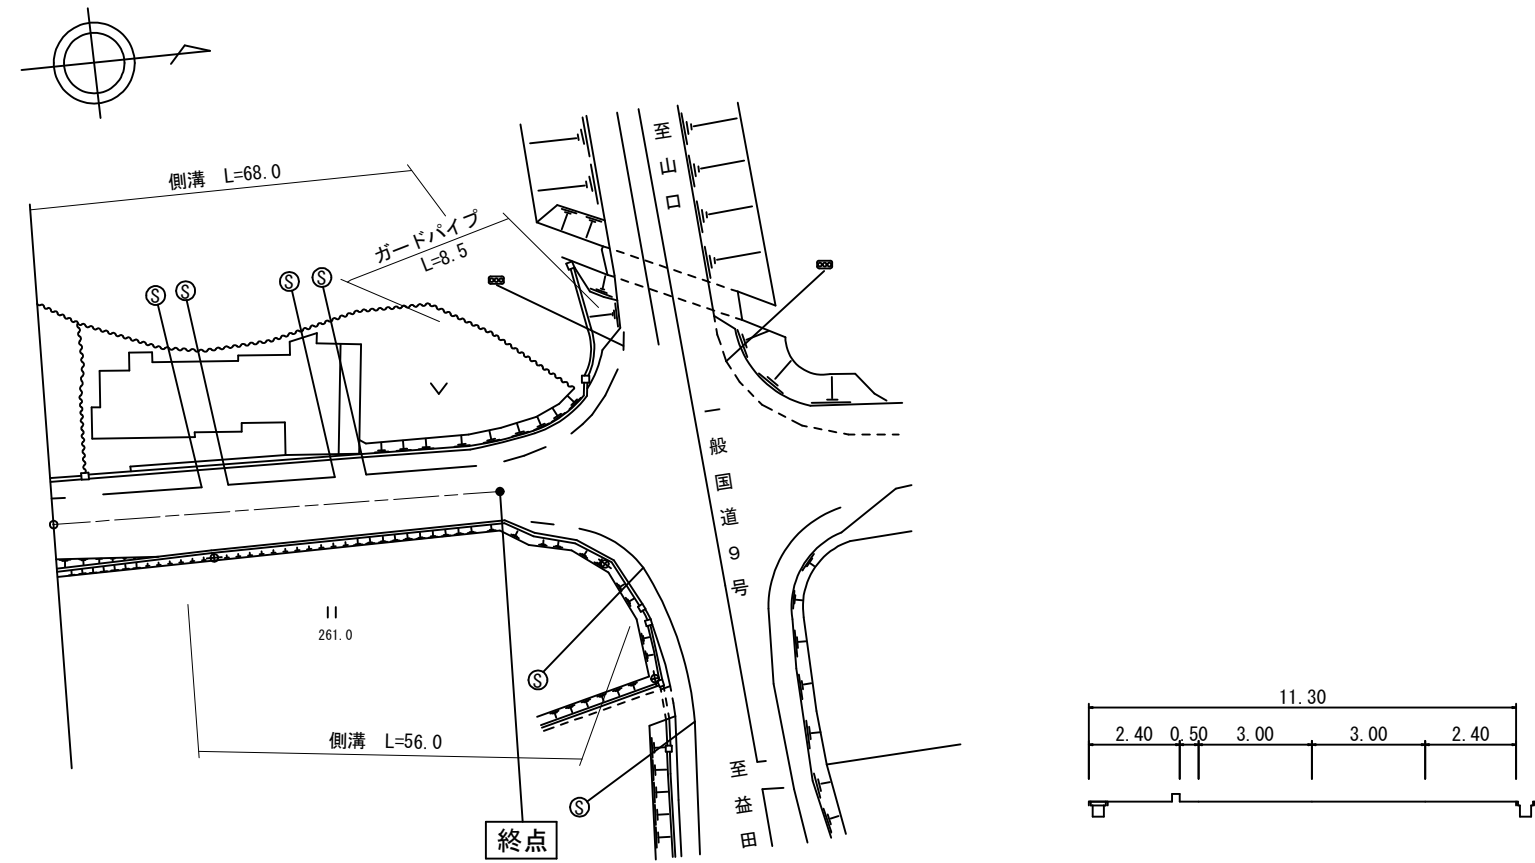 側溝 L=68.0
ガードパイプ
L=8.5
至山口
Ⓢ Ⓢ Ⓢ Ⓢ
一般国道9号
261.0
Ⓢ
側溝 L=56.0
Ⓢ
至益田
終点
11.30
2.40 0.50 3.00 3.00 2.40